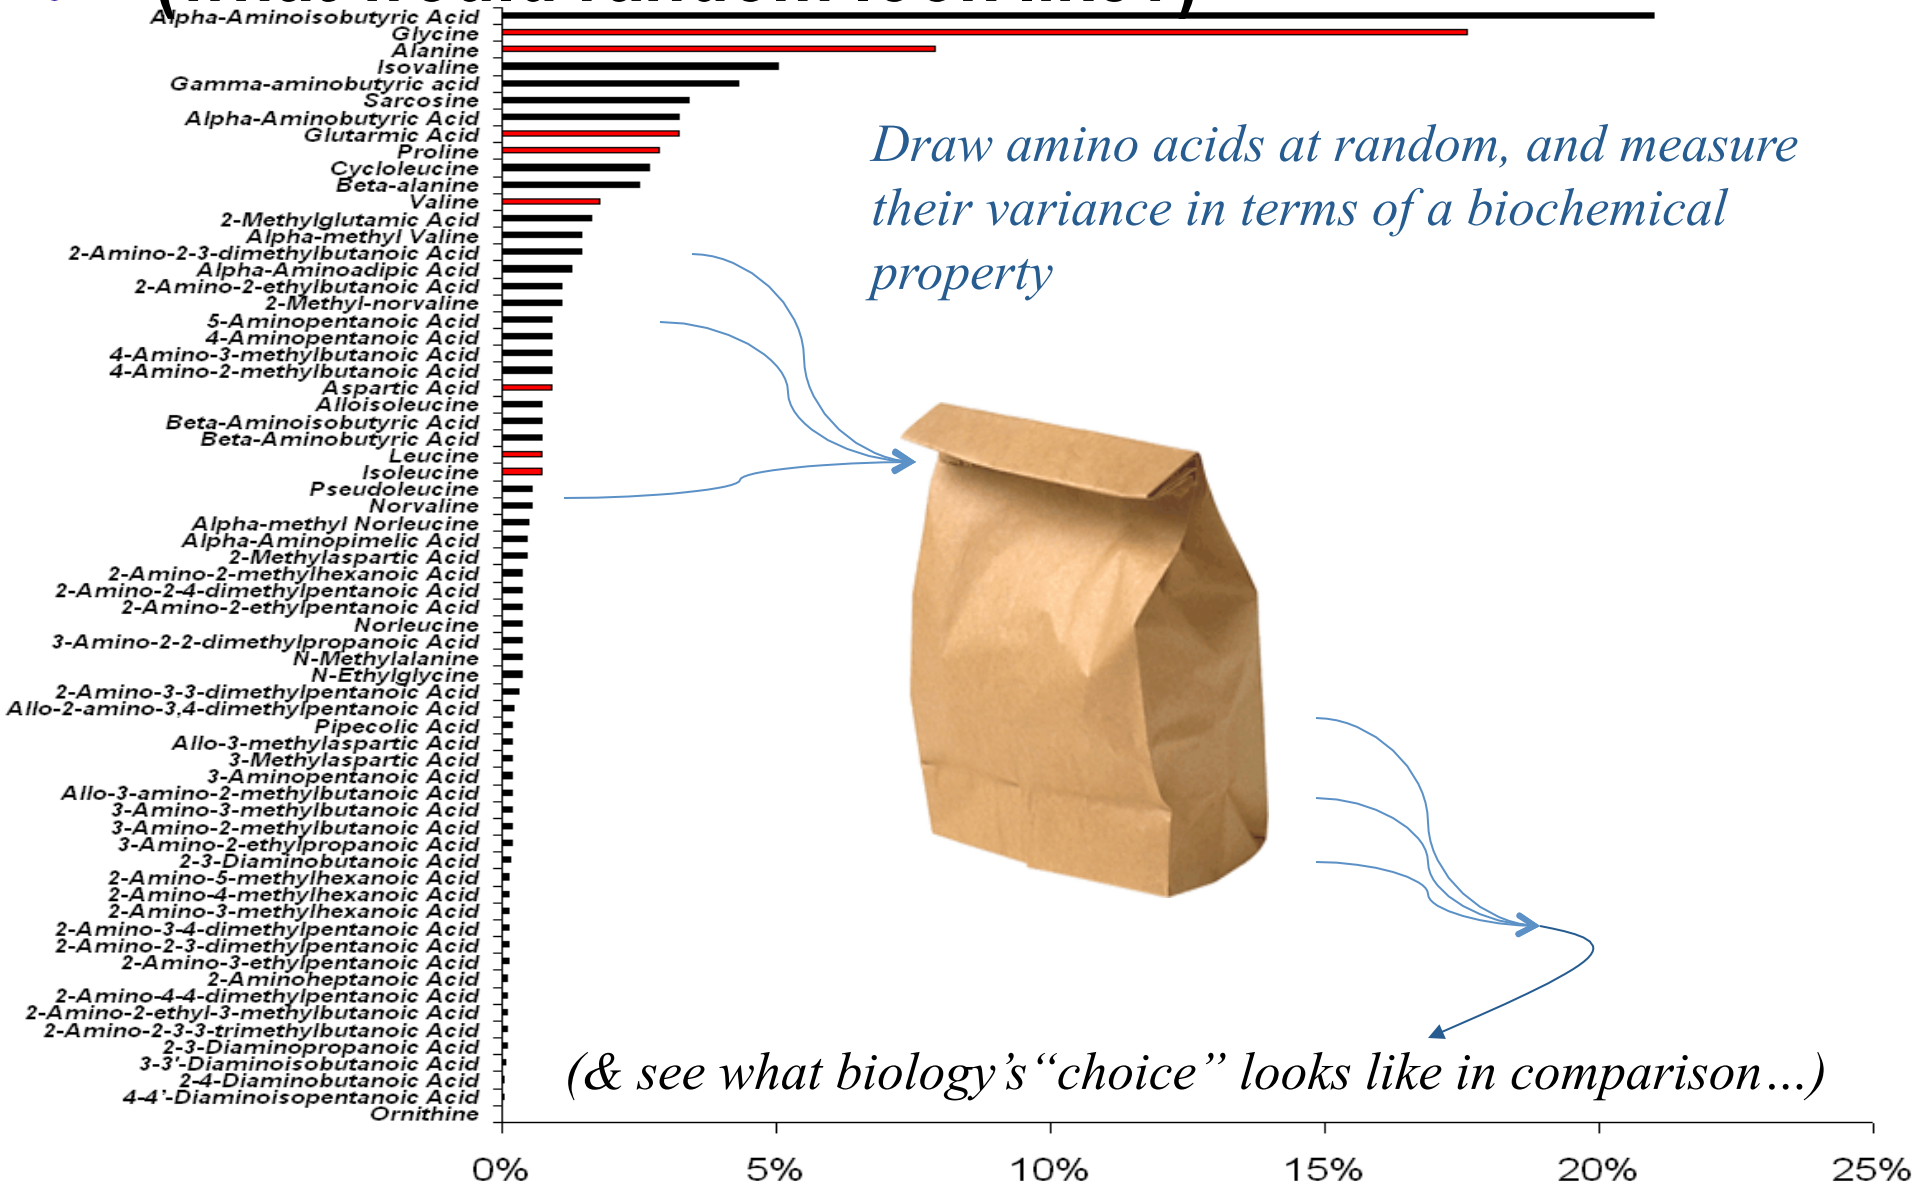 (what would random look like?)
Alpha-Aminoisobutyric Acid
Glycine
Alanine
Isovaline
Gamma-aminobutyric acid
Sarcosine
Alpha-Aminobutyric Acid
Glutarmic Acid
Proline
Cycloleucine
Beta-alanine
Valine
2-Methylglutamic Acid
Alpha-methyl Valine
2-Amino-2-3-dimethylbutanoic Acid
Alpha-Aminoadipic Acid
2-Amino-2-ethylbutanoic Acid
2-Methyl-norvaline
5-Aminopentanoic Acid
4-Aminopentanoic Acid
4-Amino-3-methylbutanoic Acid
4-Amino-2-methylbutanoic Acid
Aspartic Acid
Alloisoleucine
Beta-Aminoisobutyric Acid
Beta-Aminobutyric Acid
Leucine
Isoleucine
Pseudoleucine
Norvaline
Alpha-methyl Norleucine
Alpha-Aminopimelic Acid
2-Methylaspartic Acid
2-Amino-2-methylhexanoic Acid
2-Amino-2-4-dimethylpentanoic Acid
2-Amino-2-ethylpentanoic Acid
Norleucine
3-Amino-2-2-dimethylpropanoic Acid
N-Methylalanine
N-Ethylglycine
2-Amino-3-3-dimethylpentanoic Acid
Allo-2-amino-3,4-dimethylpentanoic Acid
Pipecolic Acid
Allo-3-methylaspartic Acid
3-Methylaspartic Acid
3-Aminopentanoic Acid
Allo-3-amino-2-methylbutanoic Acid
3-Amino-3-methylbutanoic Acid
3-Amino-2-methylbutanoic Acid
3-Amino-2-ethylpropanoic Acid
2-3-Diaminobutanoic Acid
2-Amino-5-methylhexanoic Acid
2-Amino-4-methylhexanoic Acid
2-Amino-3-methylhexanoic Acid
2-Amino-3-4-dimethylpentanoic Acid
2-Amino-2-3-dimethylpentanoic Acid
2-Amino-3-ethylpentanoic Acid
2-Aminoheptanoic Acid
2-Amino-4-4-dimethylpentanoic Acid
2-Amino-2-ethyl-3-methylbutanoic Acid
2-Amino-2-3-3-trimethylbutanoic Acid
2-3-Diaminopropanoic Acid
3-3'-Diaminoisobutanoic Acid
2-4-Diaminobutanoic Acid
4-4'-Diaminoisopentanoic Acid
Ornithine
0% 5% 10% 15% 20% 25%
Draw amino acids at random, and measure
their variance in terms of a biochemical
property
(& see what biology’s“choice” looks like in comparison…)